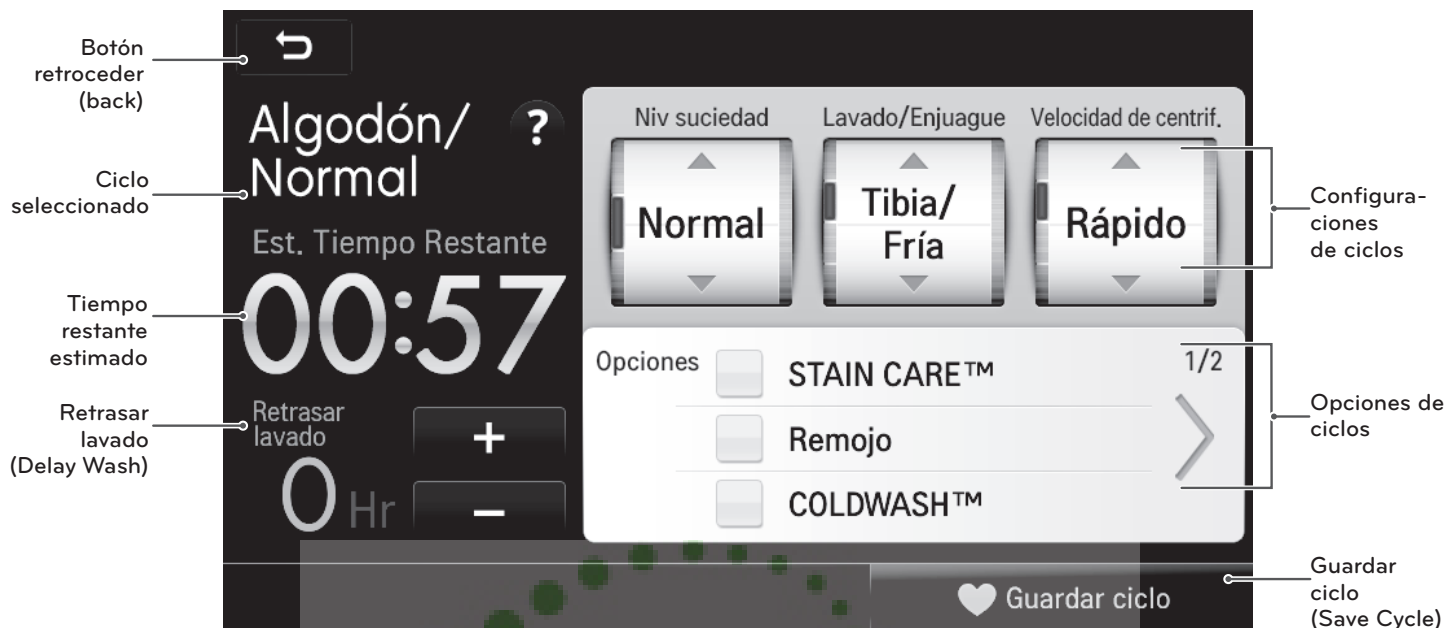 Botón
retroceder
(back)
Ciclo
seleccionado
Tiempo
restante
estimado
Retrasar
lavado
(Delay Wash)
Algodón/
Normal
?
Est. Tiempo Restante
00:57
Retrasar
lavado
0 Hr
+
−
Niv suciedad
Normal
Lavado/Enjuague
Tibia/
Fría
Velocidad de centrif.
Rápido
Opciones
1/2
STAIN CARE™
Remojo
COLDWASH™
Guardar ciclo
Configura-
ciones
de ciclos
Opciones de
ciclos
Guardar
ciclo
(Save Cycle)